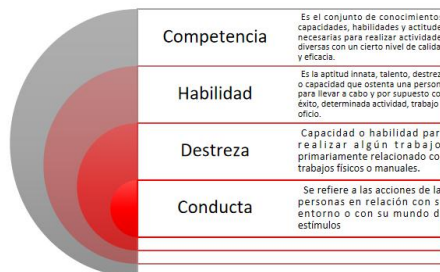 Competencia
Es el conjunto de conocimientos
capacidades, habilidades y actitude
necesarias para realizar actividade
diversas con un cierto nivel de calida
y eficacia.
Habilidad
Es la aptitud innata, talento, destrez
o capacidad que ostenta una person
para llevar a cabo y por supuesto co
éxito, determinada actividad, trabajo
oficio.
Destreza
Capacidad o habilidad par
realizar algún trabajo
primariamente relacionado co
trabajos físicos o manuales.
Conducta
Se refiere a las acciones de la
personas en relación con s
entorno o con su mundo d
estímulos